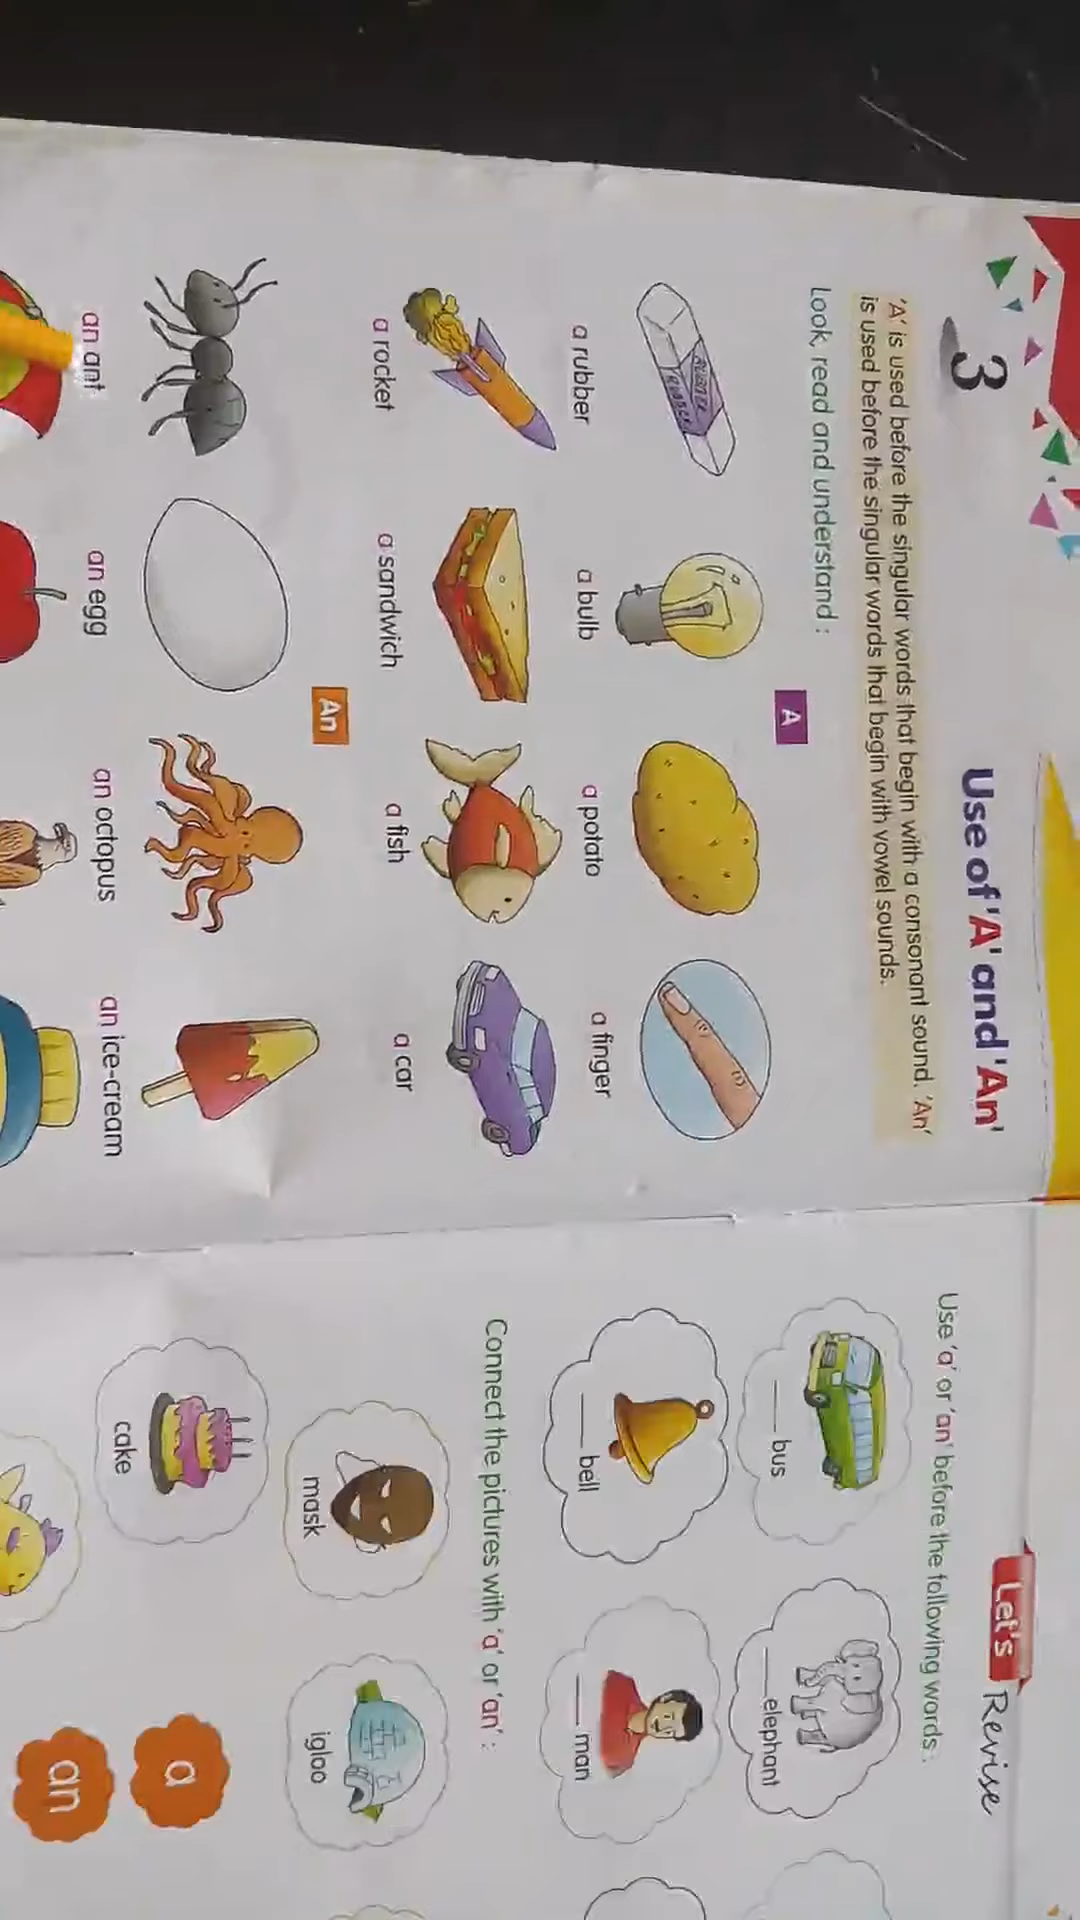 3
Use of 'A' and 'An'
'A' is used before the singular words that begin with a consonant sound. 'An'
is used before the singular words that begin with vowel sounds.
Look, read and understand :
A
RUBBER
RUBBER
a rubber
a bulb
a potato
a finger
a rocket
a sandwich
a fish
a car
An
an ant
an egg
an octopus
an ice-cream
Let's Revise
Use 'a' or 'an' before the following words :
____ bus
____ elephant
____ bell
____ man
Connect the pictures with 'a' or 'an' :
mask
igloo
cake
a
an